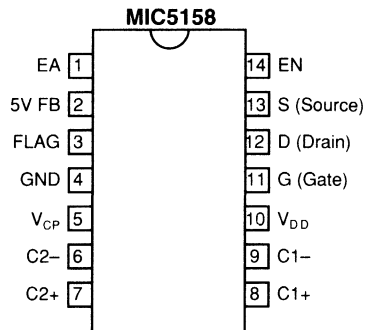 MIC5158
EA 1 14 EN
5V FB 2 13 S (Source)
FLAG 3 12 D (Drain)
GND 4 11 G (Gate)
VCP 5 10 VDD
C2– 6 9 C1–
C2+ 7 8 C1+